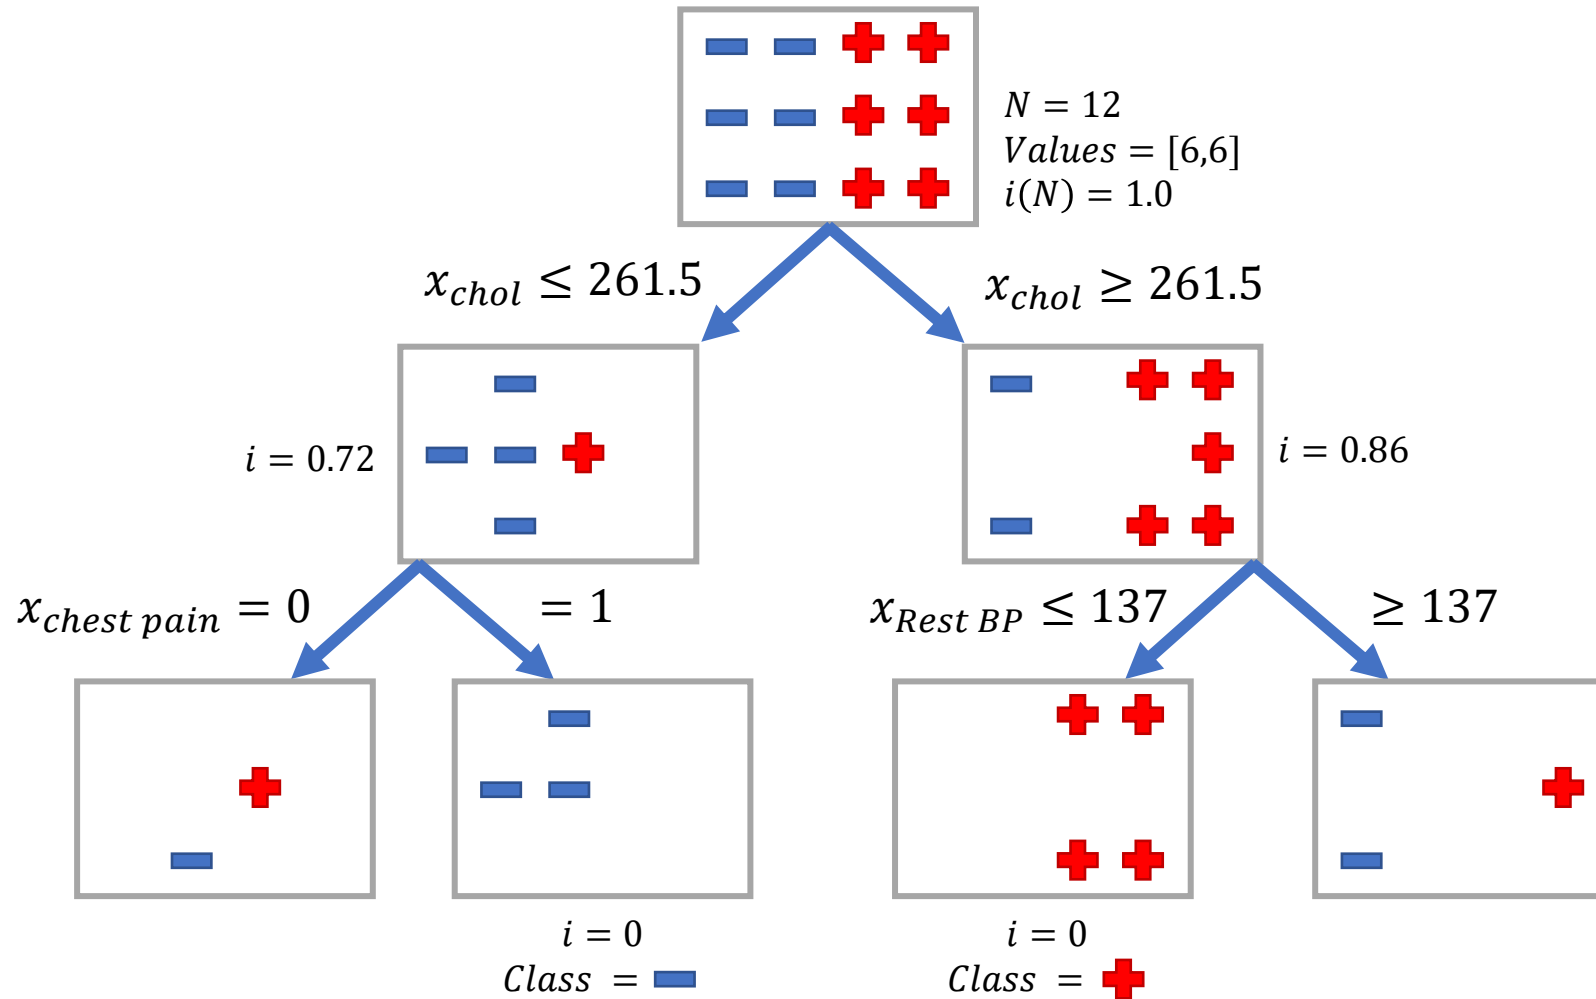 N = 12
Values = [6,6]
i(N) = 1.0
x_chol ≤ 261.5
x_chol ≥ 261.5
i = 0.72
i = 0.86
x_chest pain = 0
= 1
x_Rest BP ≤ 137
≥ 137
i = 0
Class =
i = 0
Class =